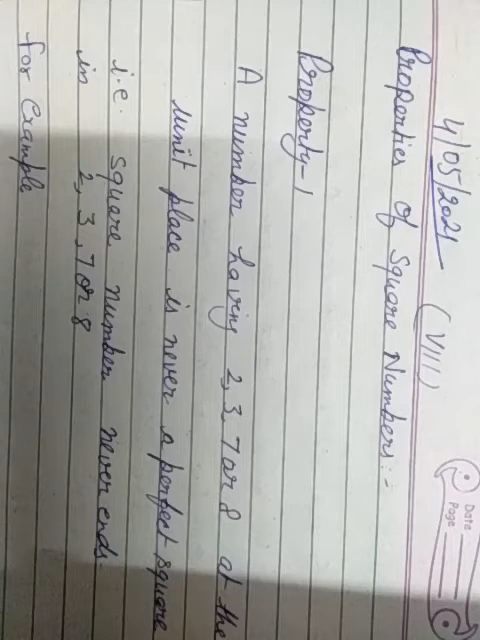 Date
Page
4/05/2021 (VIII)
Properties of Square Numbers:-
Property-1
A number having 2, 3, 7 or 8 at the
unit place is never a perfect square
i.e. square number never ends
in 2, 3, 7 or 8
for example